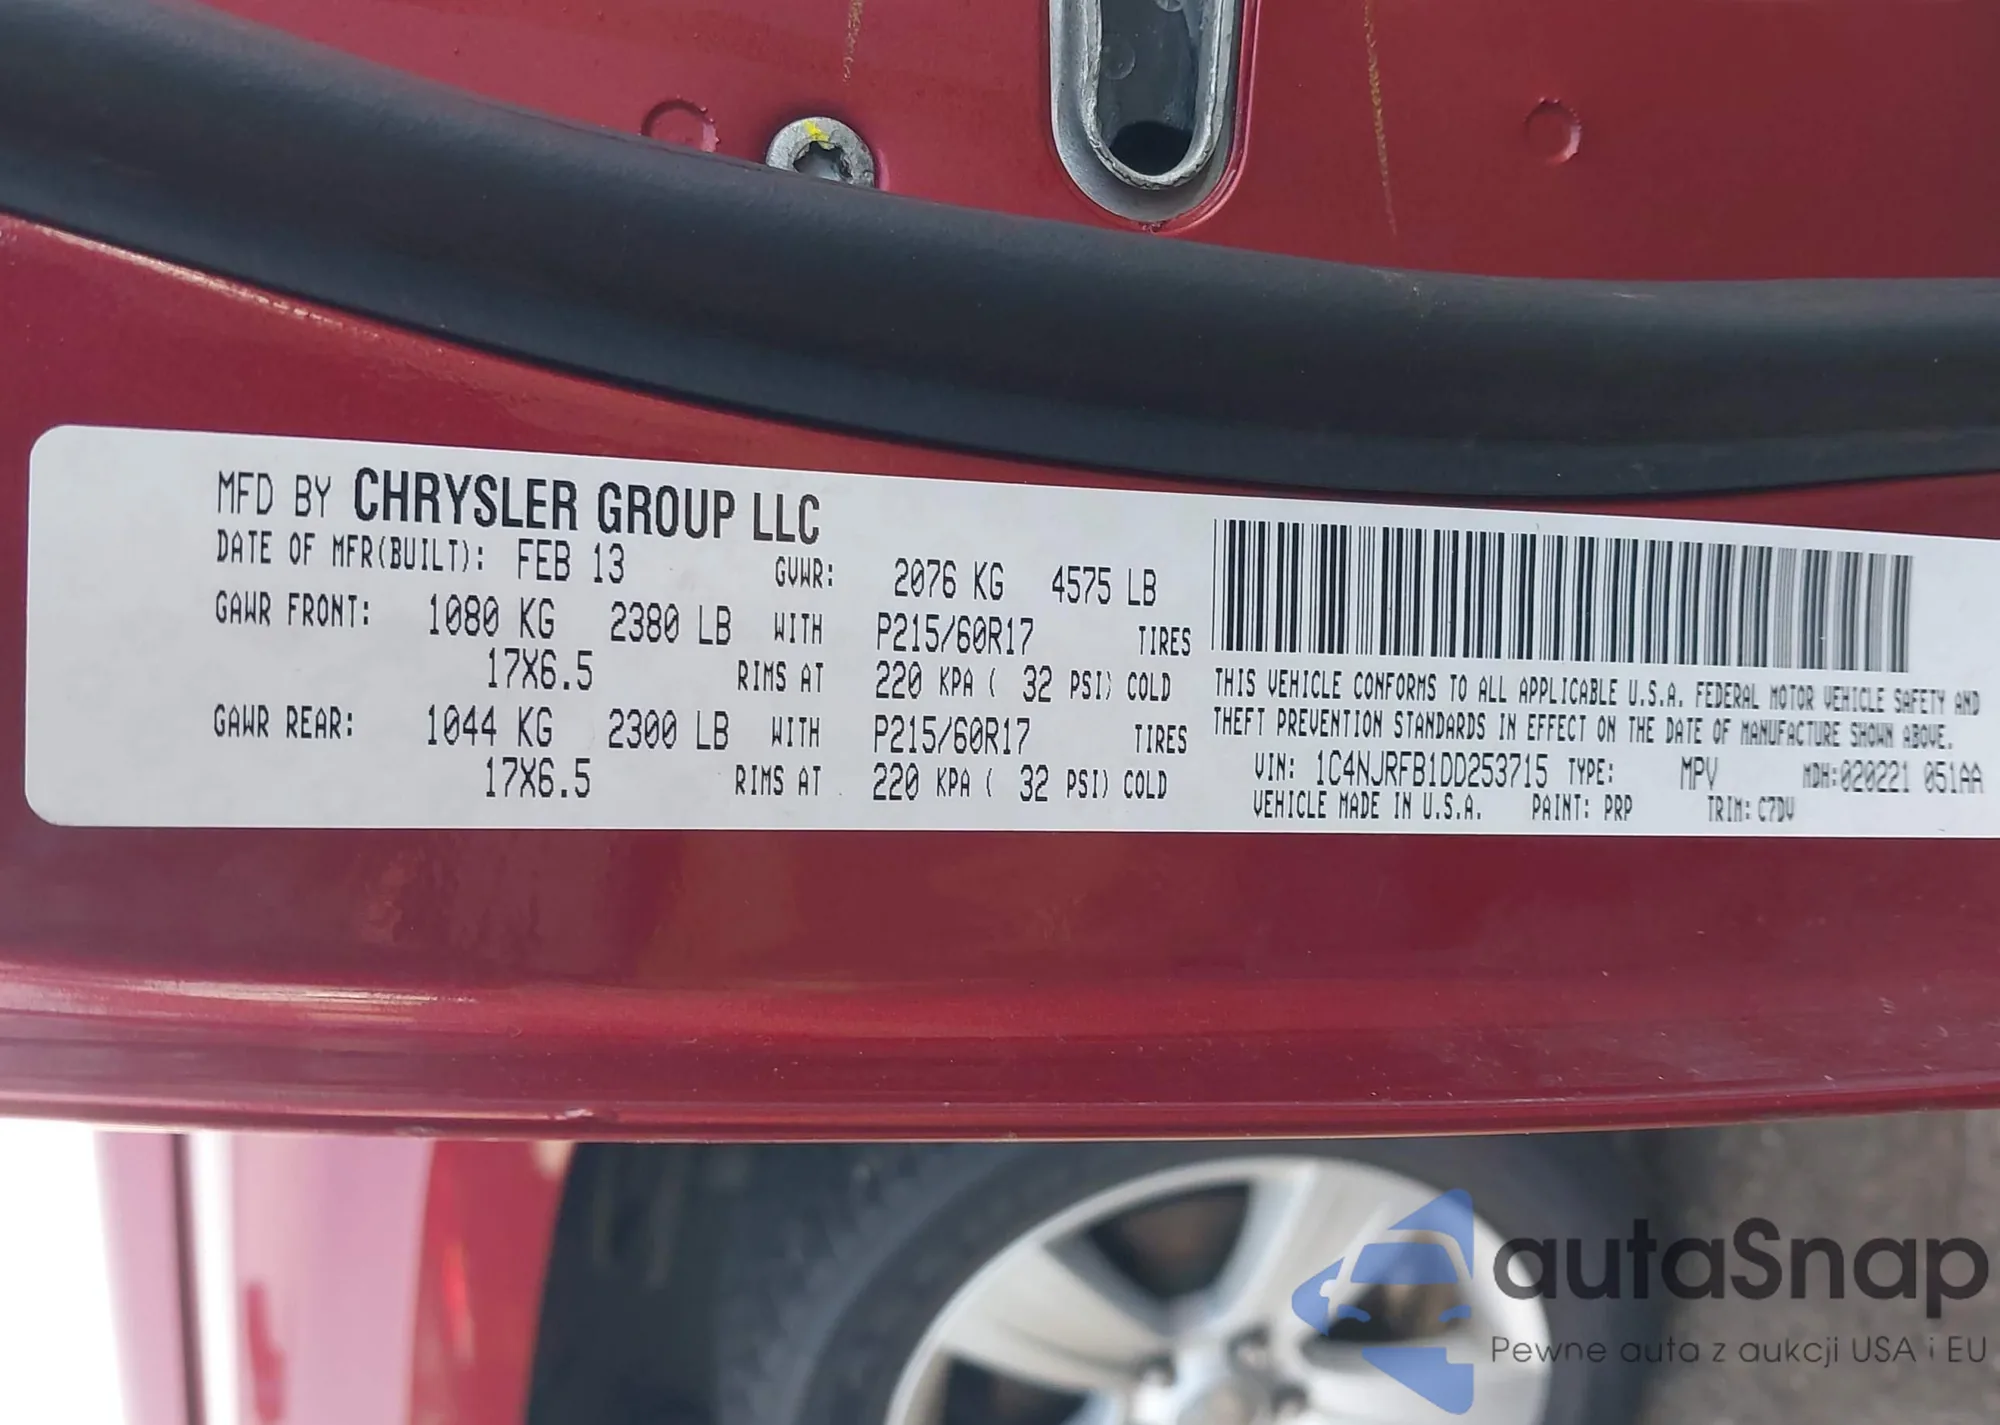 MFD BY CHRYSLER GROUP LLC
DATE OF MFR(BUILT): FEB 13 GVWR: 2076 KG 4575 LB
GAWR FRONT: 1080 KG 2380 LB WITH P215/60R17 TIRES
17X6.5 RIMS AT 220 KPA ( 32 PSI) COLD
GAWR REAR: 1044 KG 2300 LB WITH P215/60R17 TIRES
17X6.5 RIMS AT 220 KPA ( 32 PSI) COLD
THIS VEHICLE CONFORMS TO ALL APPLICABLE U.S.A. FEDERAL MOTOR VEHICLE SAFETY AND
THEFT PREVENTION STANDARDS IN EFFECT ON THE DATE OF MANUFACTURE SHOWN ABOVE.
VIN: 1C4NJRFB1DD253715 TYPE: MPV MDH:020221 051AA
VEHICLE MADE IN U.S.A. PAINT: PRP TRIM: C7DV
autaSnap
Pewne auta z aukcji USA i EU